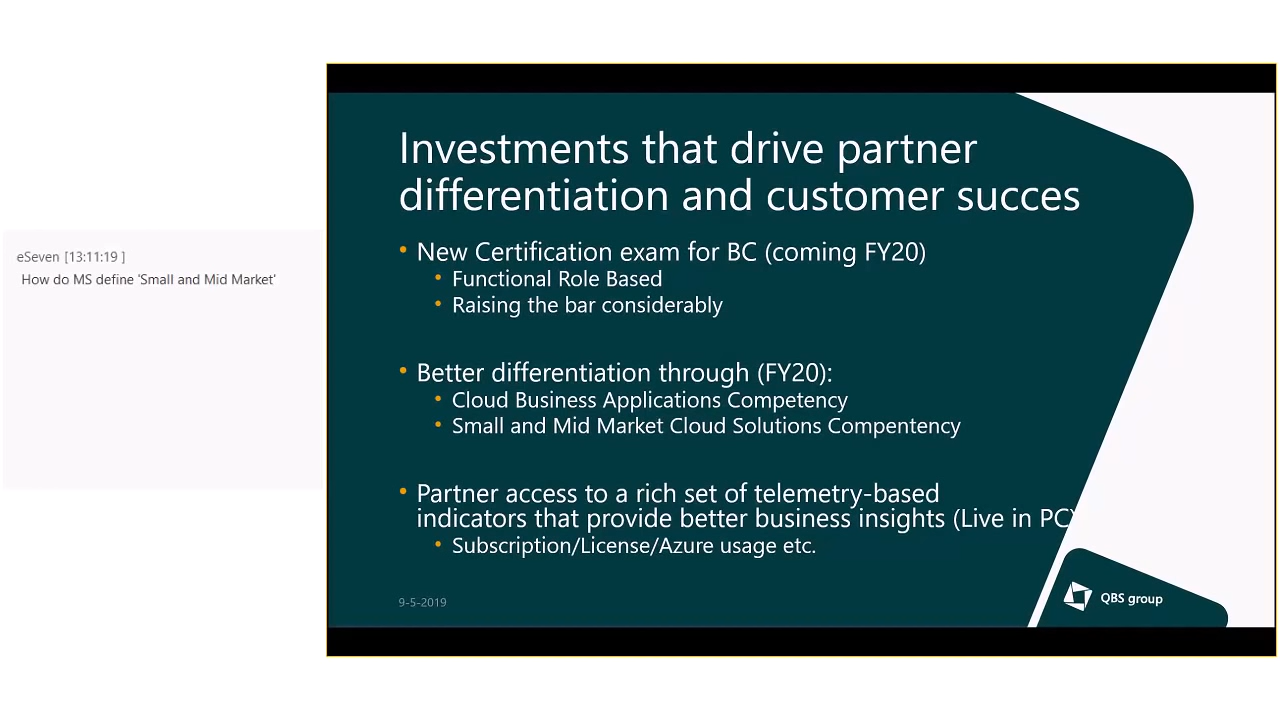 eSeven [13:11:19 ]
How do MS define 'Small and Mid Market'
Investments that drive partner
differentiation and customer succes
• New Certification exam for BC (coming FY20)
• Functional Role Based
• Raising the bar considerably
• Better differentiation through (FY20):
• Cloud Business Applications Competency
• Small and Mid Market Cloud Solutions Compentency
• Partner access to a rich set of telemetry-based
indicators that provide better business insights (Live in PC)
• Subscription/License/Azure usage etc.
9-5-2019
QBS group